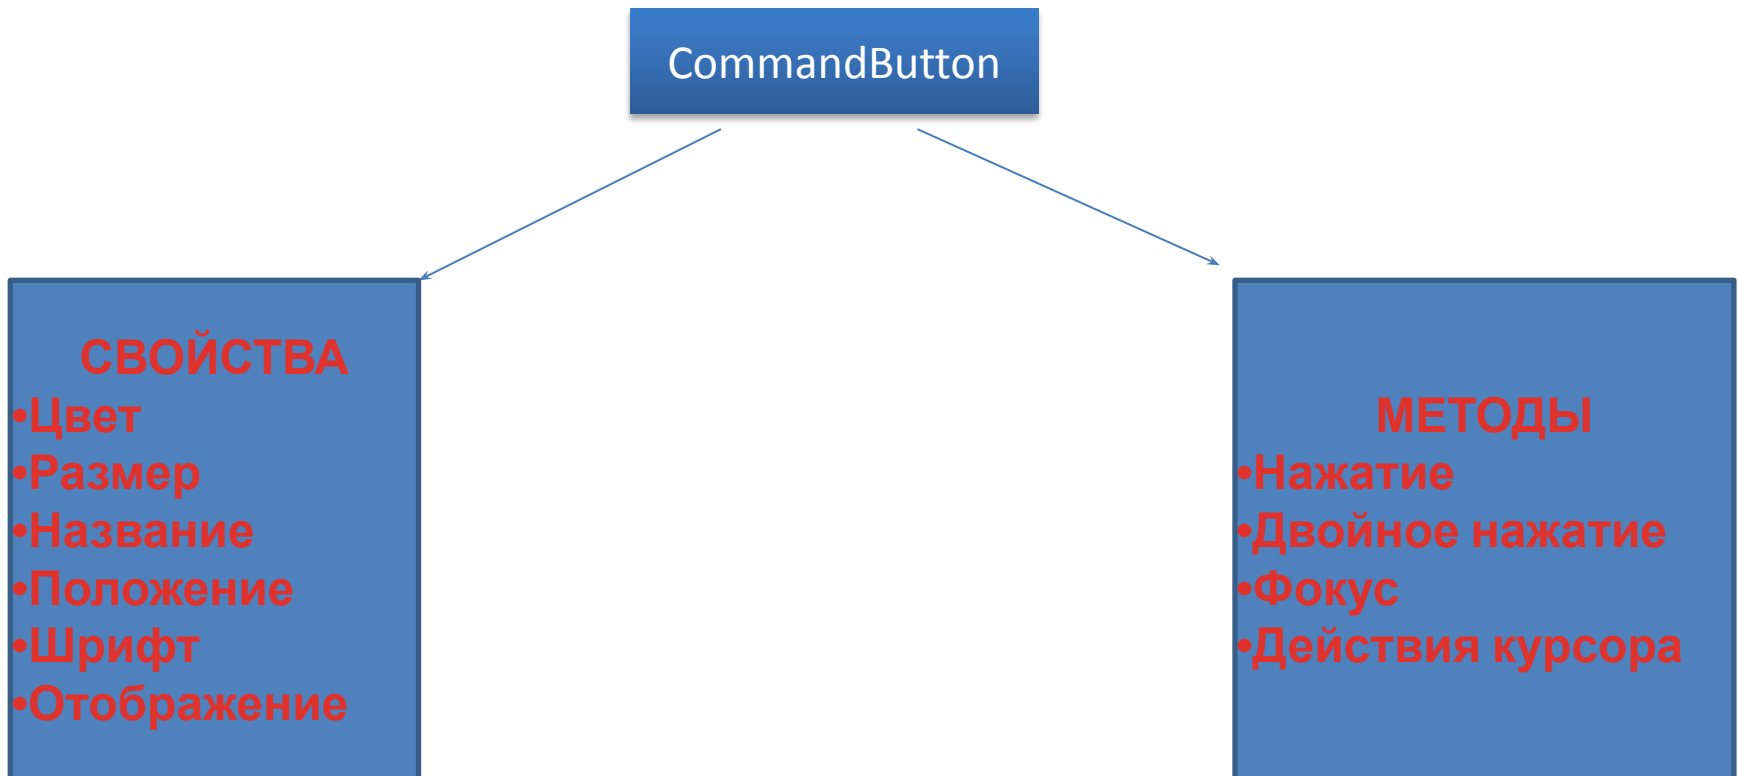 CommandButton
СВОЙСТВА
•Цвет
•Размер
•Название
•Положение
•Шрифт
•Отображение
МЕТОДЫ
•Нажатие
•Двойное нажатие
•Фокус
•Действия курсора